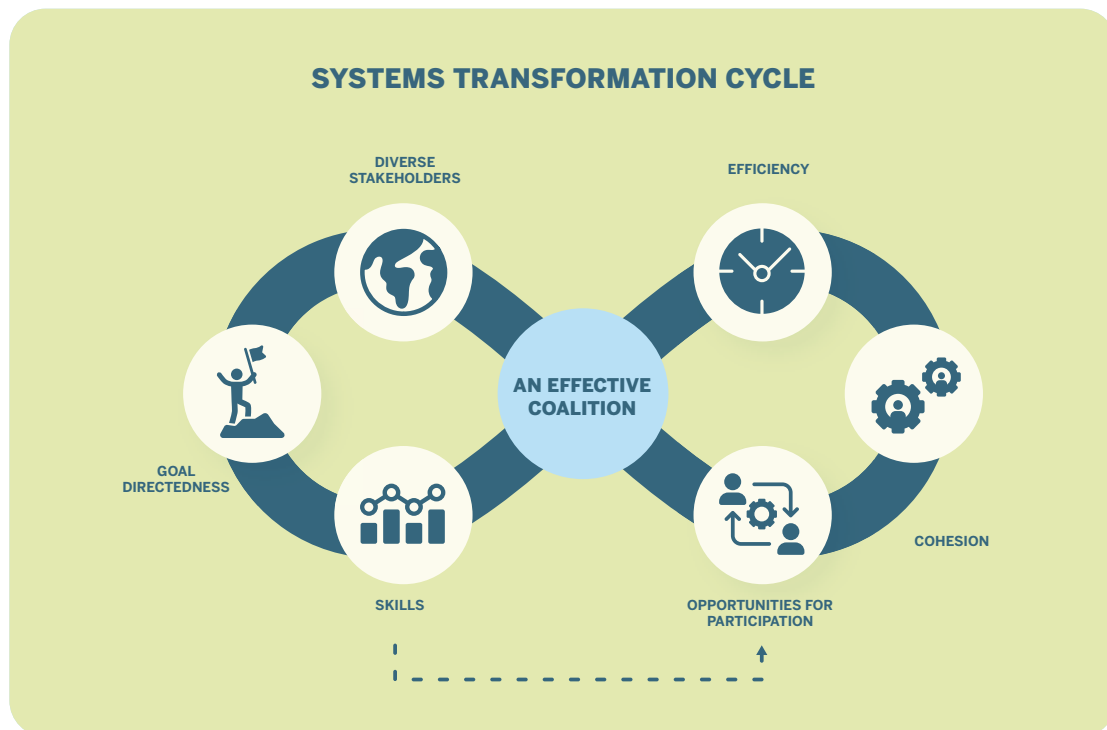 SYSTEMS TRANSFORMATION CYCLE
DIVERSE
STAKEHOLDERS
EFFICIENCY
AN EFFECTIVE
COALITION
GOAL
DIRECTEDNESS
COHESION
SKILLS
OPPORTUNITIES FOR
PARTICIPATION